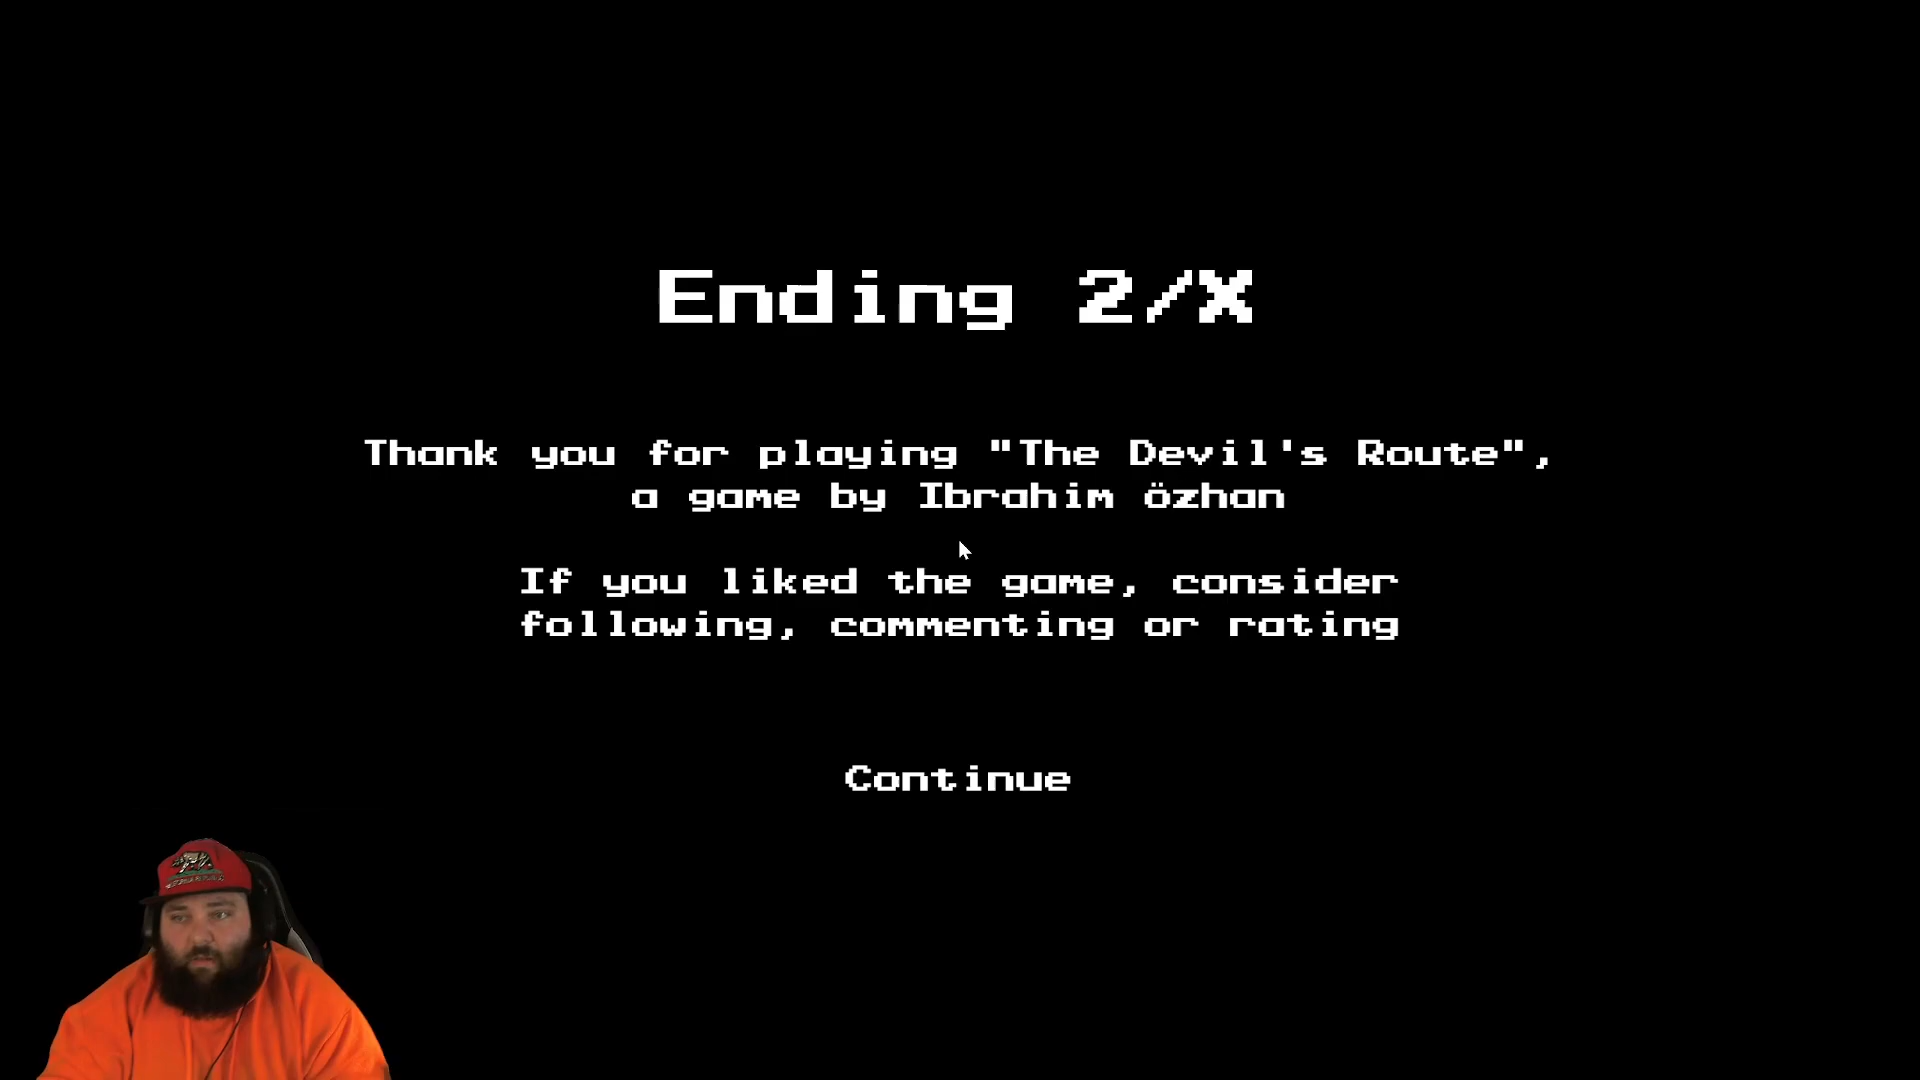 Ending 2/X
Thank you for playing "The Devil's Route",
a game by Ibrahim özhan
If you liked the game, consider
following, commenting or rating
Continue